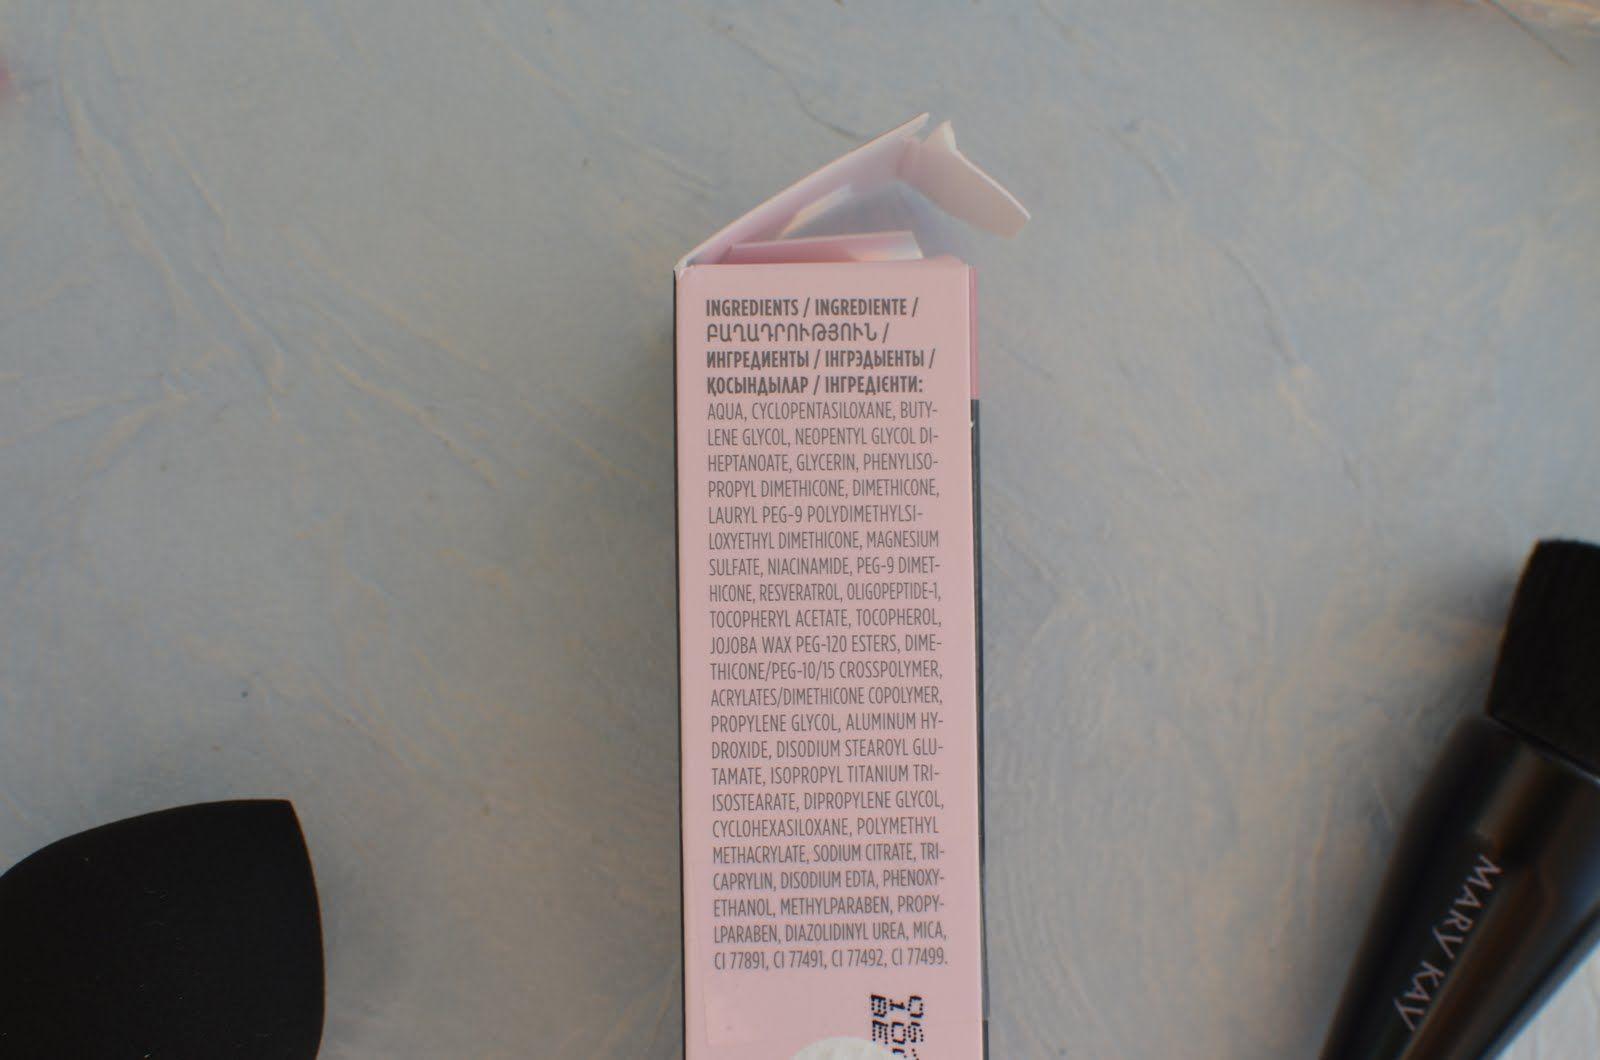 INGREDIENTS / INGREDIENTE /
ԲԱՂԱԴՐՈՒԹՅՈՒՆ /
ИНГРЕДИЕНТЫ / ІНГРЭДЫЕНТЫ /
ҚОСЫНДЫЛАР / ІНГРЕДІЄНТИ:
AQUA, CYCLOPENTASILOXANE, BUTY-
LENE GLYCOL, NEOPENTYL GLYCOL DI-
HEPTANOATE, GLYCERIN, PHENYLISO-
PROPYL DIMETHICONE, DIMETHICONE,
LAURYL PEG-9 POLYDIMETHYLSI-
LOXYETHYL DIMETHICONE, MAGNESIUM
SULFATE, NIACINAMIDE, PEG-9 DIMET-
HICONE, RESVERATROL, OLIGOPEPTIDE-1,
TOCOPHERYL ACETATE, TOCOPHEROL,
JOJOBA WAX PEG-120 ESTERS, DIME-
THICONE/PEG-10/15 CROSSPOLYMER,
ACRYLATES/DIMETHICONE COPOLYMER,
PROPYLENE GLYCOL, ALUMINUM HY-
DROXIDE, DISODIUM STEAROYL GLU-
TAMATE, ISOPROPYL TITANIUM TRI-
ISOSTEARATE, DIPROPYLENE GLYCOL,
CYCLOHEXASILOXANE, POLYMETHYL
METHACRYLATE, SODIUM CITRATE, TRI-
CAPRYLIN, DISODIUM EDTA, PHENOXY-
ETHANOL, METHYLPARABEN, PROPY-
LPARABEN, DIAZOLIDINYL UREA, MICA,
CI 77891, CI 77491, CI 77492, CI 77499.
MARY KAY